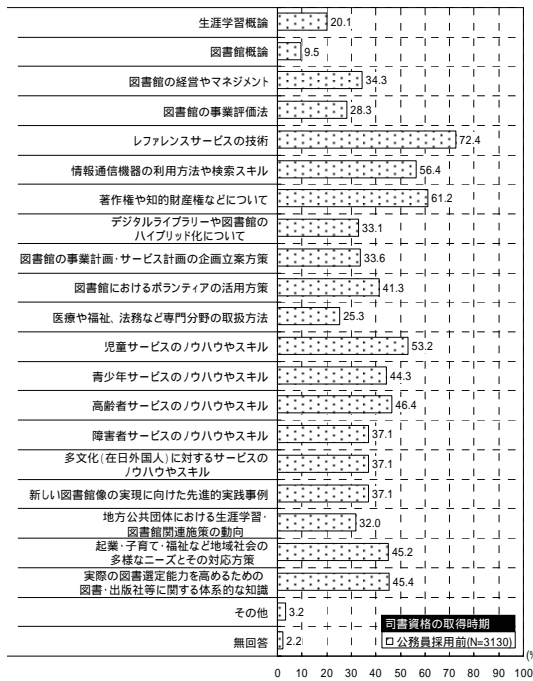 生涯学習概論 20.1
図書館概論 9.5
図書館の経営やマネジメント 34.3
図書館の事業評価法 28.3
レファレンスサービスの技術 72.4
情報通信機器の利用方法や検索スキル 56.4
著作権や知的財産権などについて 61.2
デジタルライブラリーや図書館の
ハイブリッド化について 33.1
図書館の事業計画・サービス計画の企画立案方策 33.6
図書館におけるボランティアの活用方策 41.3
医療や福祉、法務など専門分野の取扱方法 25.3
児童サービスのノウハウやスキル 53.2
青少年サービスのノウハウやスキル 44.3
高齢者サービスのノウハウやスキル 46.4
障害者サービスのノウハウやスキル 37.1
多文化(在日外国人)に対するサービスの
ノウハウやスキル 37.1
新しい図書館像の実現に向けた先進的実践事例 37.1
地方公共団体における生涯学習・
図書館関連施策の動向 32.0
起業・子育て・福祉など地域社会の
多様なニーズとその対応方策 45.2
実際の図書選定能力を高めるための
図書・出版社等に関する体系的な知識 45.4
その他 3.2
無回答 2.2
司書資格の取得時期
公務員採用前(N=3130)
0 10 20 30 40 50 60 70 80 90 100